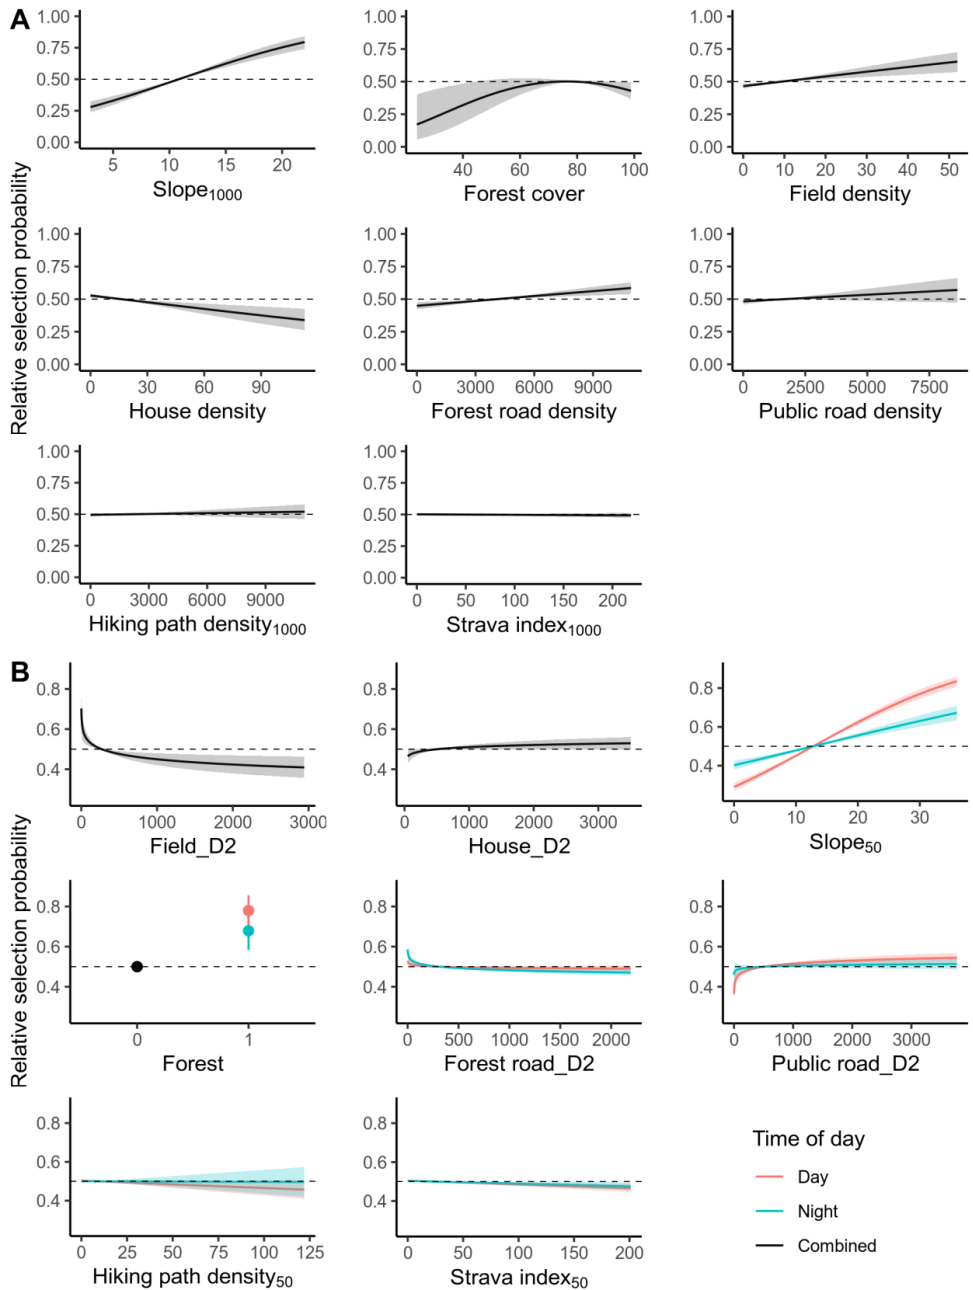 A
Relative selection probability
1.00
0.75
0.50
0.25
0.00
5 10 15 20
Slope1000
1.00
0.75
0.50
0.25
0.00
40 60 80 100
Forest cover
1.00
0.75
0.50
0.25
0.00
0 10 20 30 40 50
Field density
1.00
0.75
0.50
0.25
0.00
0 30 60 90
House density
1.00
0.75
0.50
0.25
0.00
0 3000 6000 9000
Forest road density
1.00
0.75
0.50
0.25
0.00
0 2500 5000 7500
Public road density
1.00
0.75
0.50
0.25
0.00
0 3000 6000 9000
Hiking path density1000
1.00
0.75
0.50
0.25
0.00
0 50 100 150 200
Strava index1000
B
Relative selection probability
0.8
0.6
0.4
0 1000 2000 3000
Field_D2
0.8
0.6
0.4
0 1000 2000 3000
House_D2
0.8
0.6
0.4
0 10 20 30
Slope50
0.8
0.6
0.4
0 1
Forest
0.8
0.6
0.4
0 500 1000 1500 2000
Forest road_D2
0.8
0.6
0.4
0 1000 2000 3000
Public road_D2
0.8
0.6
0.4
0 25 50 75 100 125
Hiking path density50
0.8
0.6
0.4
0 50 100 150 200
Strava index50
Time of day
Day
Night
Combined